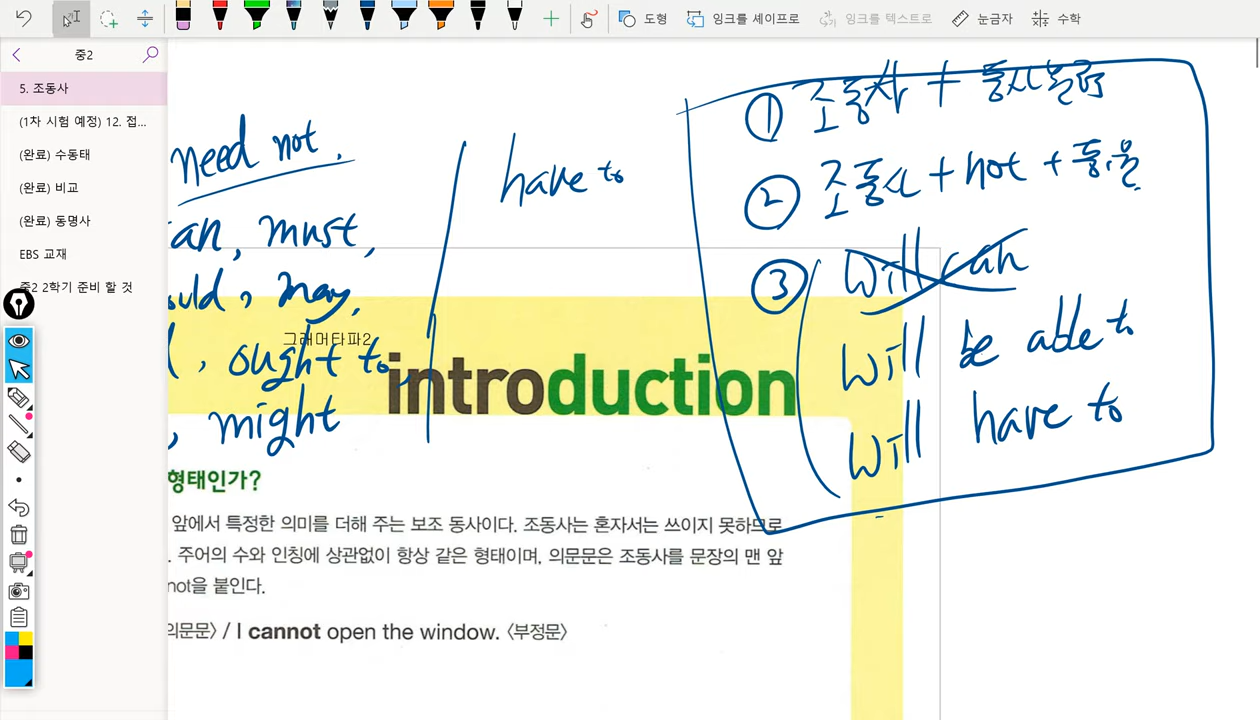 도형
잉크를 셰이프로
잉크를 텍스트로
눈금자
수학
중2
5. 조동사
(1차 시험 예정) 12. 접...
(완료) 수동태
(완료) 비교
(완료) 동명사
EBS 교재
중2 2학기 준비 할 것
need not.
an, must,
uld, may,
, ought to,
, might
have to
① 조동사 + 동사원형
② 조동사 + not + 동.원.
③ will can
will be able to
will have to
그래머타파2
introduction
형태인가?
앞에서 특정한 의미를 더해 주는 보조 동사이다. 조동사는 혼자서는 쓰이지 못하므로
. 주어의 수와 인칭에 상관없이 항상 같은 형태이며, 의문문은 조동사를 문장의 맨 앞
not을 붙인다.
의문문〉 / I cannot open the window. 〈부정문〉